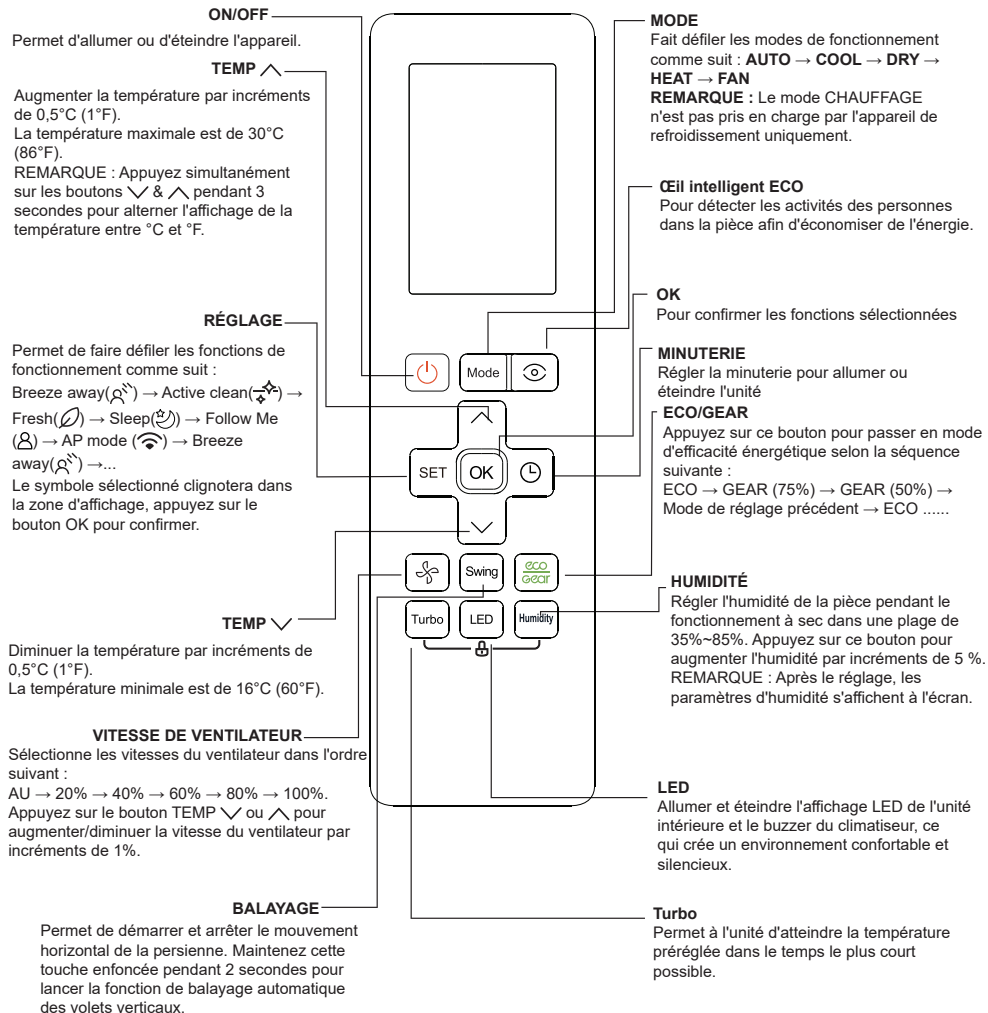 ON/OFF
Permet d'allumer ou d'éteindre l'appareil.
TEMP
Augmenter la température par incréments
de 0,5°C (1°F).
La température maximale est de 30°C
(86°F).
REMARQUE : Appuyez simultanément
sur les boutons & pendant 3
secondes pour alterner l'affichage de la
température entre °C et °F.
RÉGLAGE
Permet de faire défiler les fonctions de
fonctionnement comme suit :
Breeze away( ) → Active clean( ) →
Fresh( ) → Sleep( ) → Follow Me
( ) → AP mode ( ) → Breeze
away( ) →...
Le symbole sélectionné clignotera dans
la zone d'affichage, appuyez sur le
bouton OK pour confirmer.
TEMP
Diminuer la température par incréments de
0,5°C (1°F).
La température minimale est de 16°C (60°F).
VITESSE DE VENTILATEUR
Sélectionne les vitesses du ventilateur dans l'ordre
suivant :
AU → 20% → 40% → 60% → 80% → 100%.
Appuyez sur le bouton TEMP ou pour
augmenter/diminuer la vitesse du ventilateur par
incréments de 1%.
BALAYAGE
Permet de démarrer et arrêter le mouvement
horizontal de la persienne. Maintenez cette
touche enfoncée pendant 2 secondes pour
lancer la fonction de balayage automatique
des volets verticaux.
Mode
SET
OK
Swing
eco
Gear
Turbo
LED
Humidity
MODE
Fait défiler les modes de fonctionnement
comme suit : AUTO → COOL → DRY →
HEAT → FAN
REMARQUE : Le mode CHAUFFAGE
n'est pas pris en charge par l'appareil de
refroidissement uniquement.
Œil intelligent ECO
Pour détecter les activités des personnes
dans la pièce afin d'économiser de l'énergie.
OK
Pour confirmer les fonctions sélectionnées
MINUTERIE
Régler la minuterie pour allumer ou
éteindre l'unité
ECO/GEAR
Appuyez sur ce bouton pour passer en mode
d'efficacité énergétique selon la séquence
suivante :
ECO → GEAR (75%) → GEAR (50%) →
Mode de réglage précédent → ECO ......
HUMIDITÉ
Régler l'humidité de la pièce pendant le
fonctionnement à sec dans une plage de
35%~85%. Appuyez sur ce bouton pour
augmenter l'humidité par incréments de 5 %.
REMARQUE : Après le réglage, les
paramètres d'humidité s'affichent à l'écran.
LED
Allumer et éteindre l'affichage LED de l'unité
intérieure et le buzzer du climatiseur, ce
qui crée un environnement confortable et
silencieux.
Turbo
Permet à l'unité d'atteindre la température
préréglée dans le temps le plus court
possible.